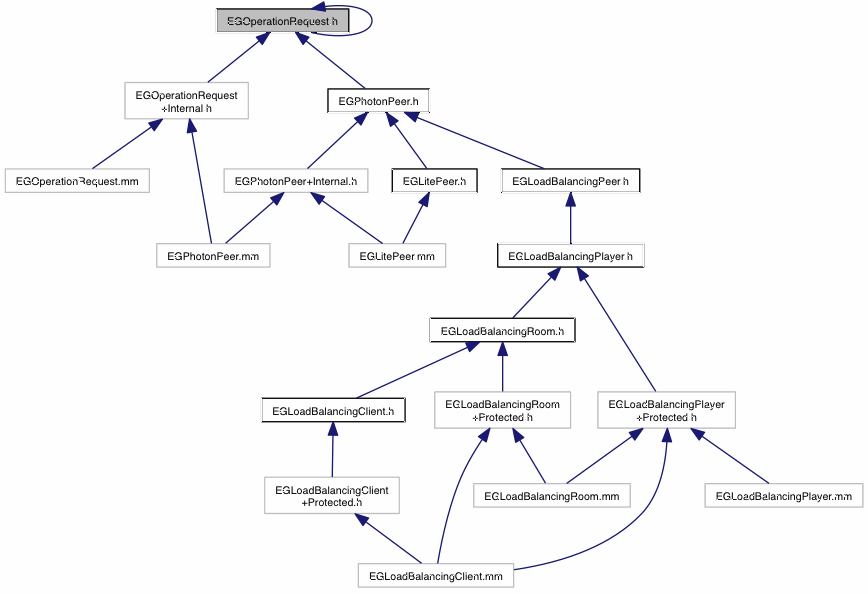 EGOperationRequest.h
EGOperationRequest
+Internal.h
EGPhotonPeer.h
EGOperationRequest.mm
EGPhotonPeer+Internal.h
EGLitePeer.h
EGLoadBalancingPeer.h
EGPhotonPeer.mm
EGLitePeer.mm
EGLoadBalancingPlayer.h
EGLoadBalancingRoom.h
EGLoadBalancingClient.h
EGLoadBalancingRoom
+Protected.h
EGLoadBalancingPlayer
+Protected.h
EGLoadBalancingClient
+Protected.h
EGLoadBalancingRoom.mm
EGLoadBalancingPlayer.mm
EGLoadBalancingClient.mm